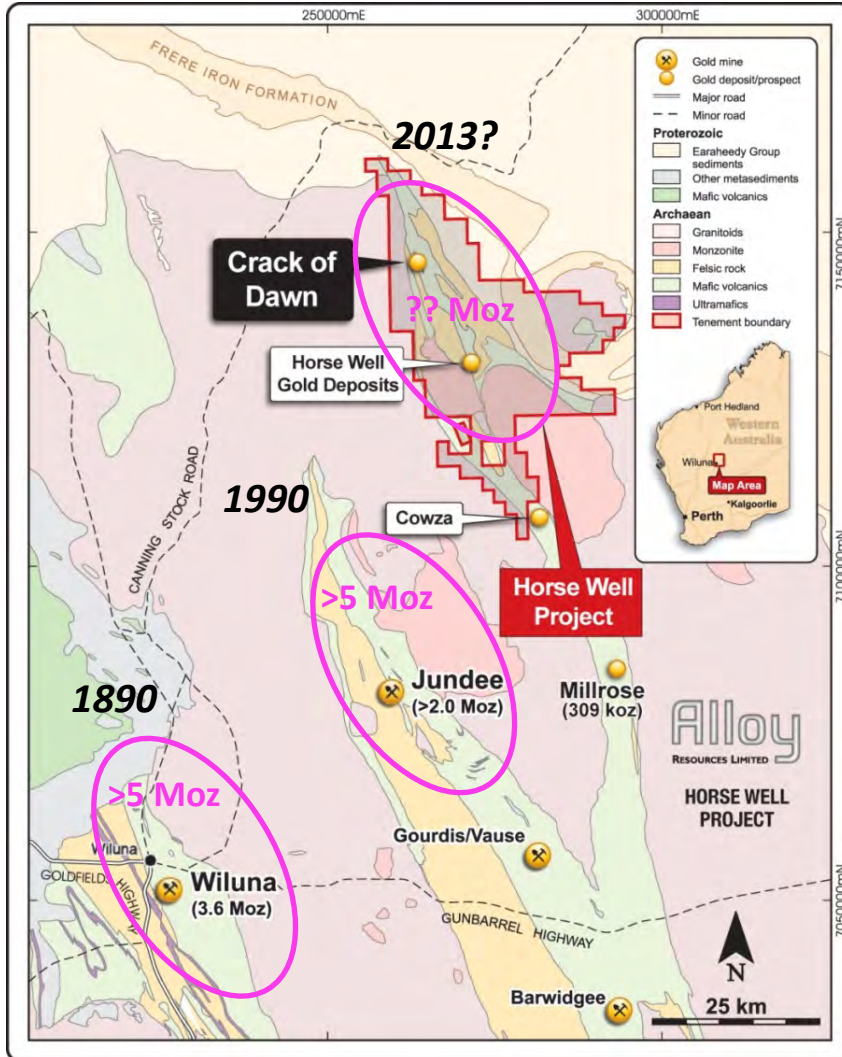 250000mE
300000mE
FRERE IRON FORMATION
2013?
Crack of
Dawn
?? Moz
Horse Well
Gold Deposits
Gold mine
Gold deposit/prospect
Major road
Minor road
Proterozoic
Earaheedy Group
sediments
Other metasediments
Mafic volcanics
Archaean
Granitoids
Monzonite
Felsic rock
Mafic volcanics
Ultramafics
Tenement boundary
7150000mN
Port Hedland
Western
Australia
Wiluna
Map Area
Kalgoorlie
Perth
1990
CANNING STOCK ROAD
Cowza
Horse Well
Project
7100000mN
>5 Moz
Jundee
(>2.0 Moz)
Millrose
(309 koz)
1890
Alloy
RESOURCES LIMITED
HORSE WELL
PROJECT
>5 Moz
Wiluna
GOLDFIELDS HIGHWAY
Wiluna
(3.6 Moz)
Gourdis/Vause
GUNBARREL HIGHWAY
7050000mN
Barwidgee
N
25 km